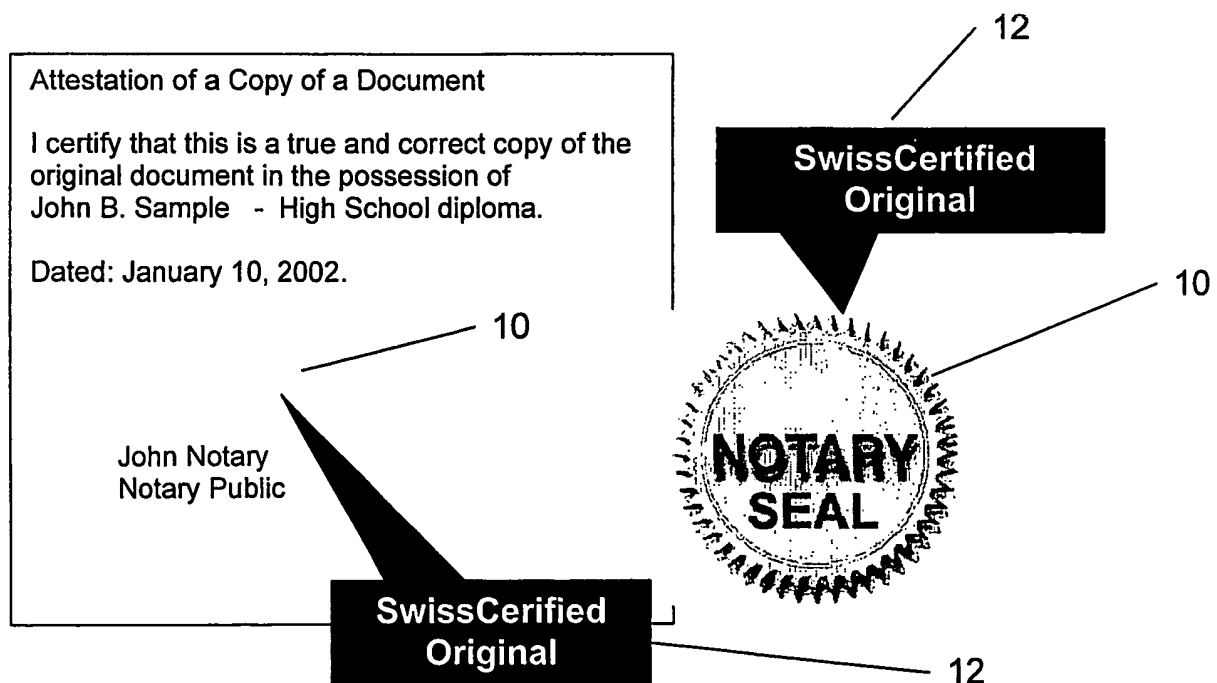 12
Attestation of a Copy of a Document
I certify that this is a true and correct copy of the
original document in the possession of
John B. Sample - High School diploma.
Dated: January 10, 2002.
SwissCertified
Original
10
10
John Notary
Notary Public
NOTARY
SEAL
SwissCerified
Original
12